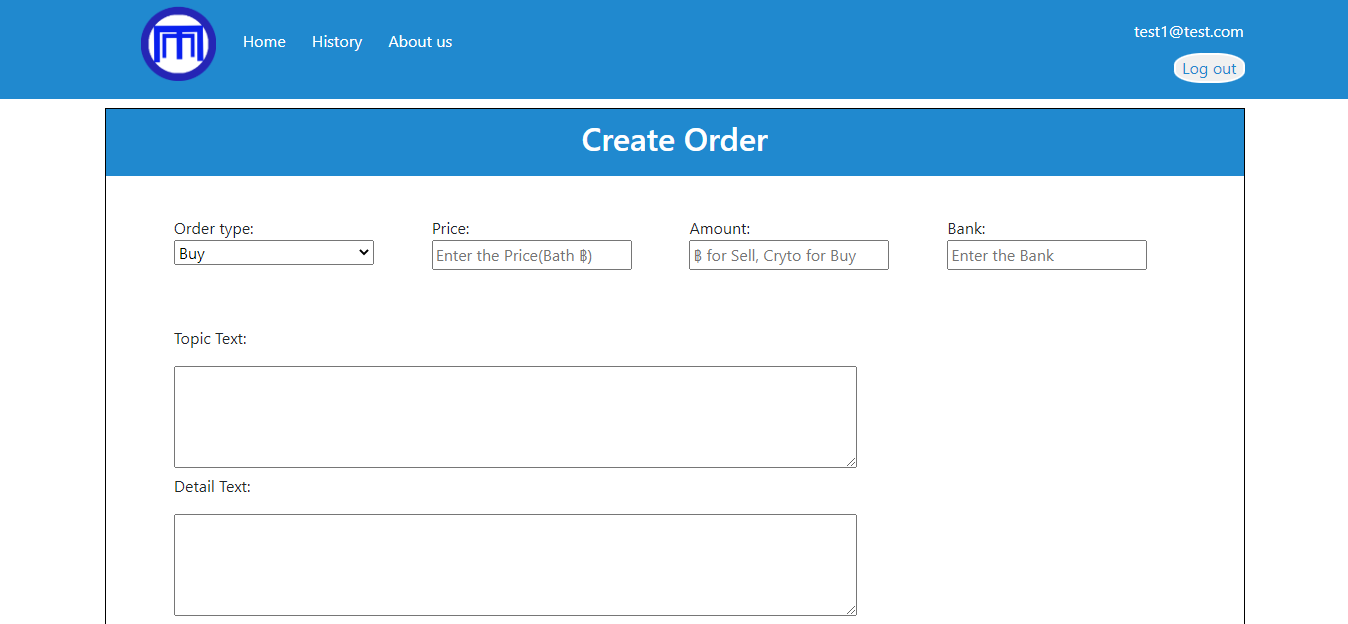 Home History About us test1@test.com
Log out
Create Order
Order type: Price: Amount: Bank:
Buy Enter the Price(Bath ฿) ฿ for Sell, Cryto for Buy Enter the Bank
Topic Text:
Detail Text: